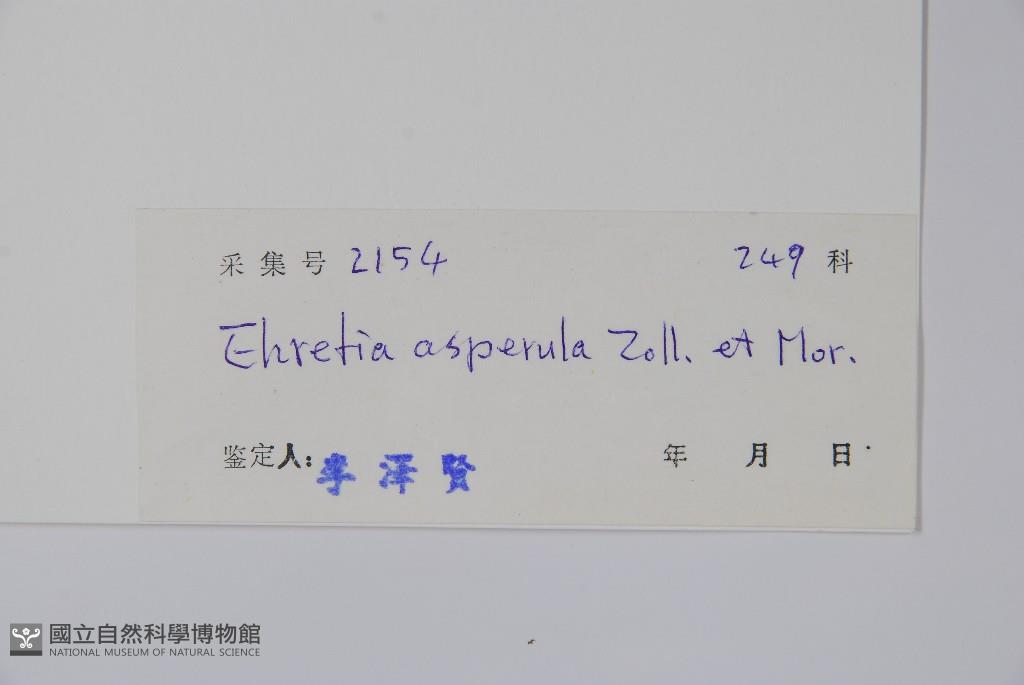 采集号 2154 249 科
Ehretia asperula Zoll. et Mor.
鉴定人: 李泽贤 年 月 日
國立自然科學博物館
NATIONAL MUSEUM OF NATURAL SCIENCE